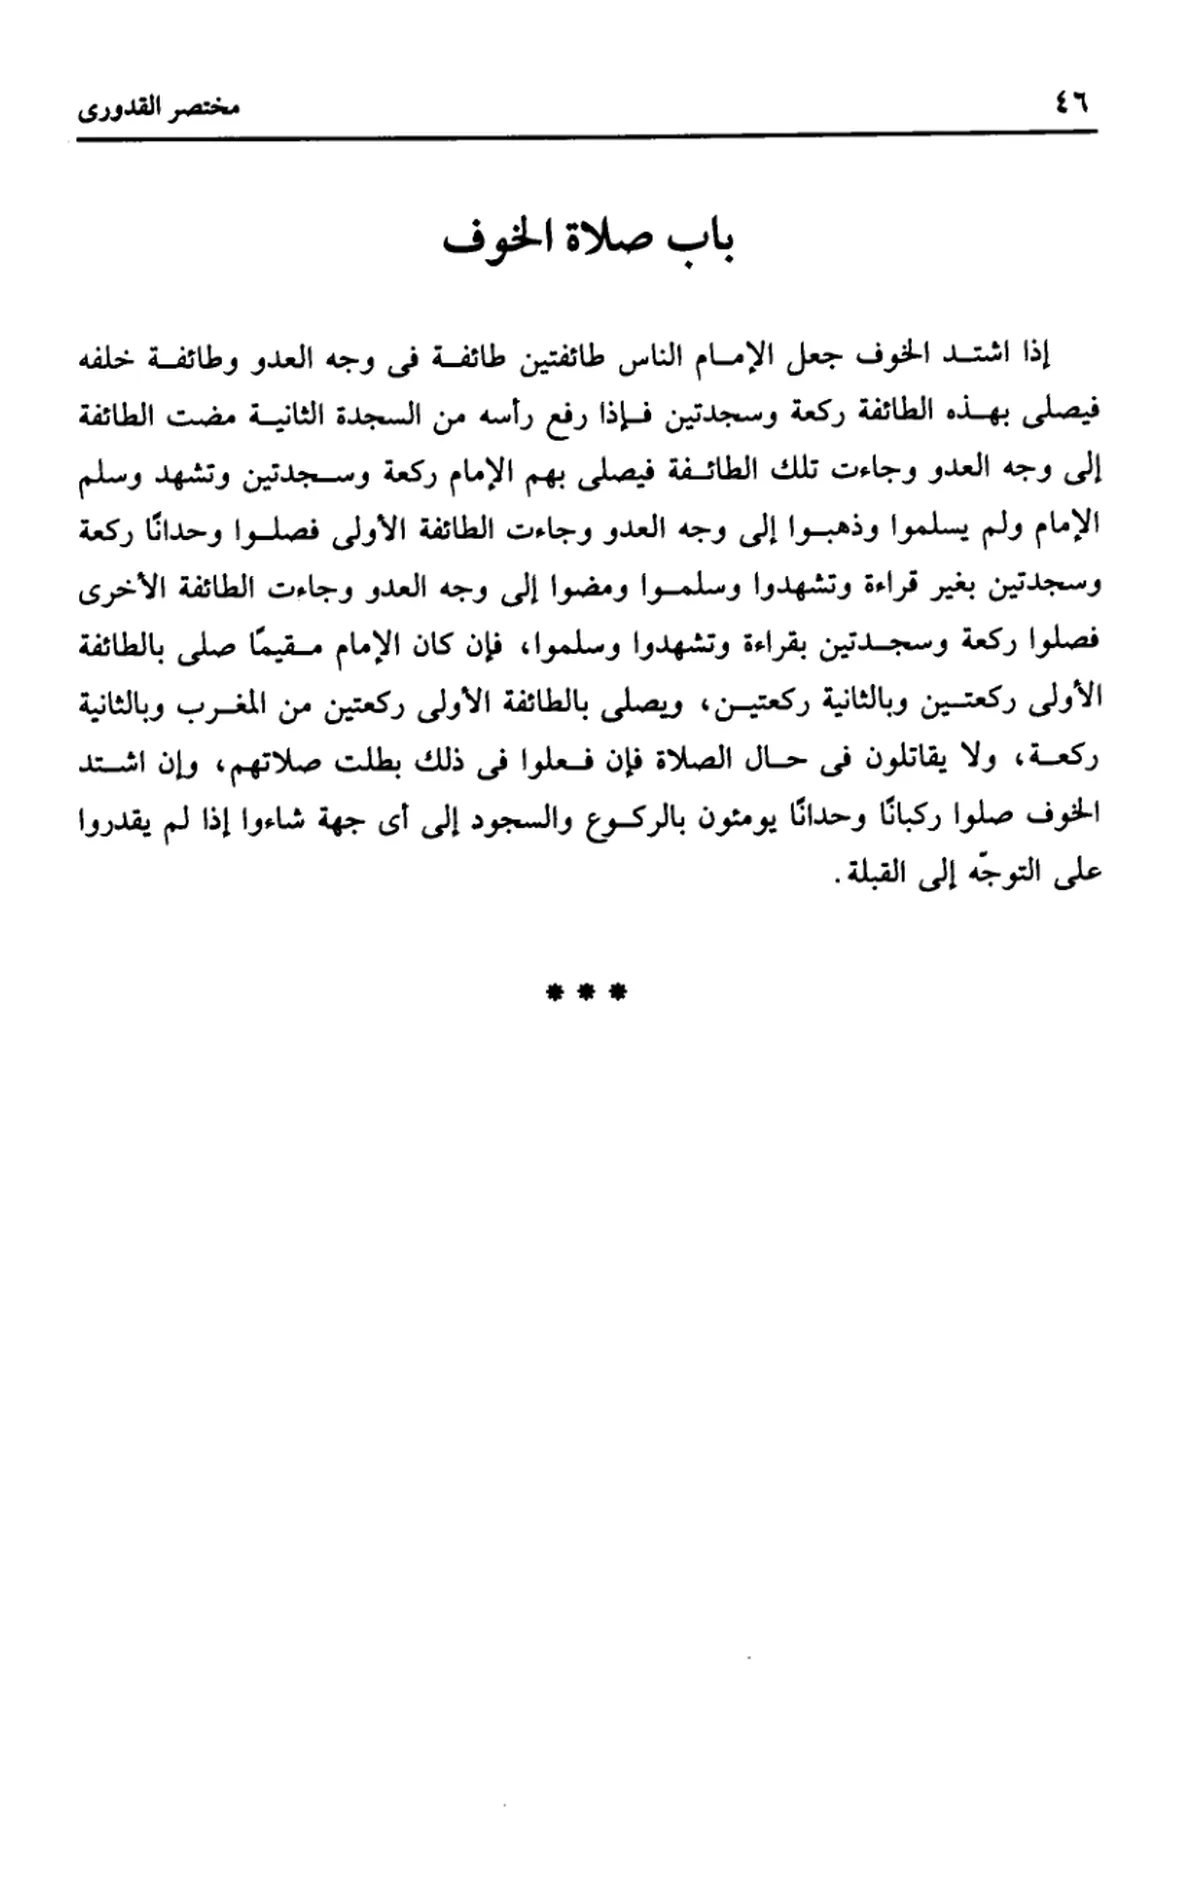 ٤٦ مختصر القدورى
باب صلاة الخوف
إذا اشتد الخوف جعل الإمام الناس طائفتين طائفة فى وجه العدو وطائفة خلفه
فيصلى بهذه الطائفة ركعة وسجدتين فإذا رفع رأسه من السجدة الثانية مضت الطائفة
إلى وجه العدو وجاءت تلك الطائفة فيصلى بهم الإمام ركعة وسجدتين وتشهد وسلم
الإمام ولم يسلموا وذهبوا إلى وجه العدو وجاءت الطائفة الأولى فصلوا وحدانًا ركعة
وسجدتين بغير قراءة وتشهدوا وسلموا ومضوا إلى وجه العدو وجاءت الطائفة الأخرى
فصلوا ركعة وسجدتين بقراءة وتشهدوا وسلموا، فإن كان الإمام مقيمًا صلى بالطائفة
الأولى ركعتين وبالثانية ركعتين، ويصلى بالطائفة الأولى ركعتين من المغرب وبالثانية
ركعة، ولا يقاتلون فى حال الصلاة فإن فعلوا فى ذلك بطلت صلاتهم، وإن اشتد
الخوف صلوا ركبانًا وحدانًا يومئون بالركوع والسجود إلى أى جهة شاءوا إذا لم يقدروا
على التوجّه إلى القبلة.
* * *